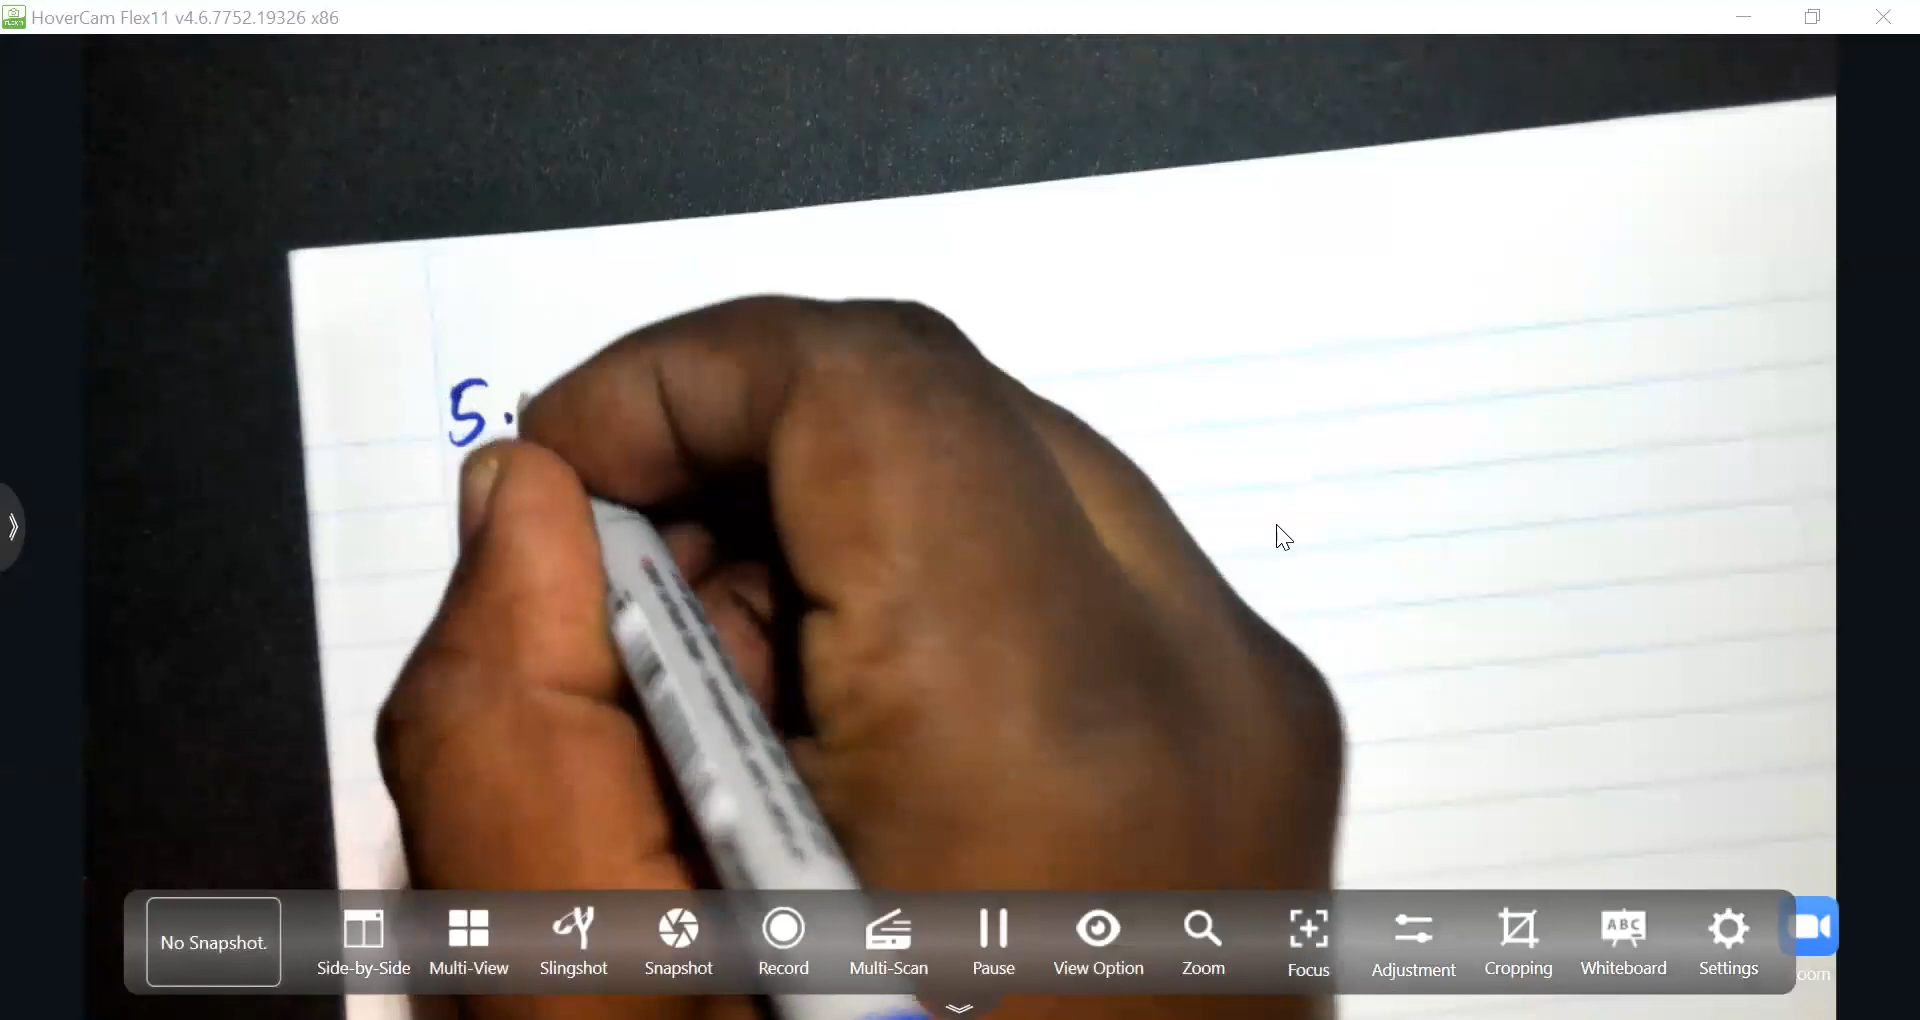 HoverCam Flex11 v4.6.7752.19326 x86
5.
No Snapshot.
Side-by-Side
Multi-View
Slingshot
Snapshot
Record
Multi-Scan
Pause
View Option
Zoom
Focus
Adjustment
Cropping
ABC
Whiteboard
Settings
oom